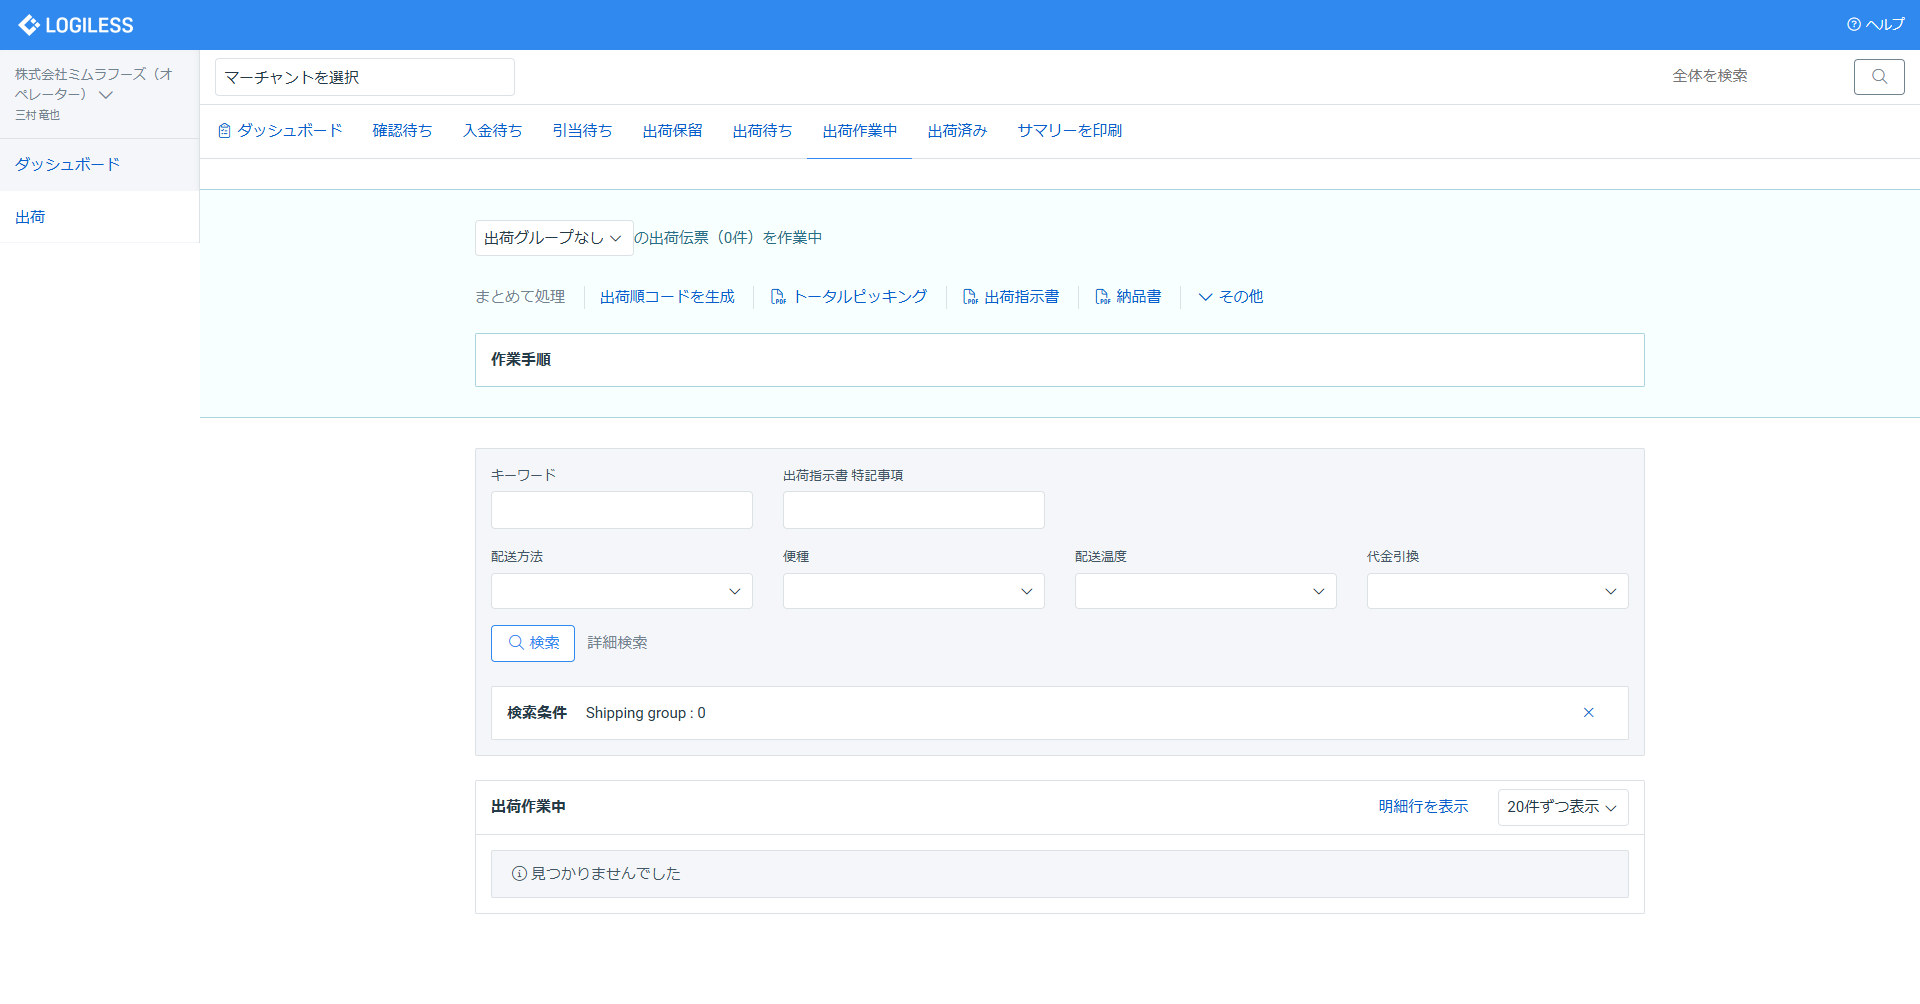 LOGILESS
ヘルプ
株式会社ミムラフーズ（オ
ペレーター）
三村 竜也
マーチャントを選択
全体を検索
ダッシュボード 確認待ち 入金待ち 引当待ち 出荷保留 出荷待ち 出荷作業中 出荷済み サマリーを印刷
ダッシュボード
出荷
出荷グループなし の出荷伝票（0件）を作業中
まとめて処理 出荷順コードを生成 トータルピッキング 出荷指示書 納品書 その他
作業手順
キーワード 出荷指示書 特記事項
配送方法 便種 配送温度 代金引換
検索 詳細検索
検索条件 Shipping group : 0
出荷作業中 明細行を表示 20件ずつ表示
見つかりませんでした